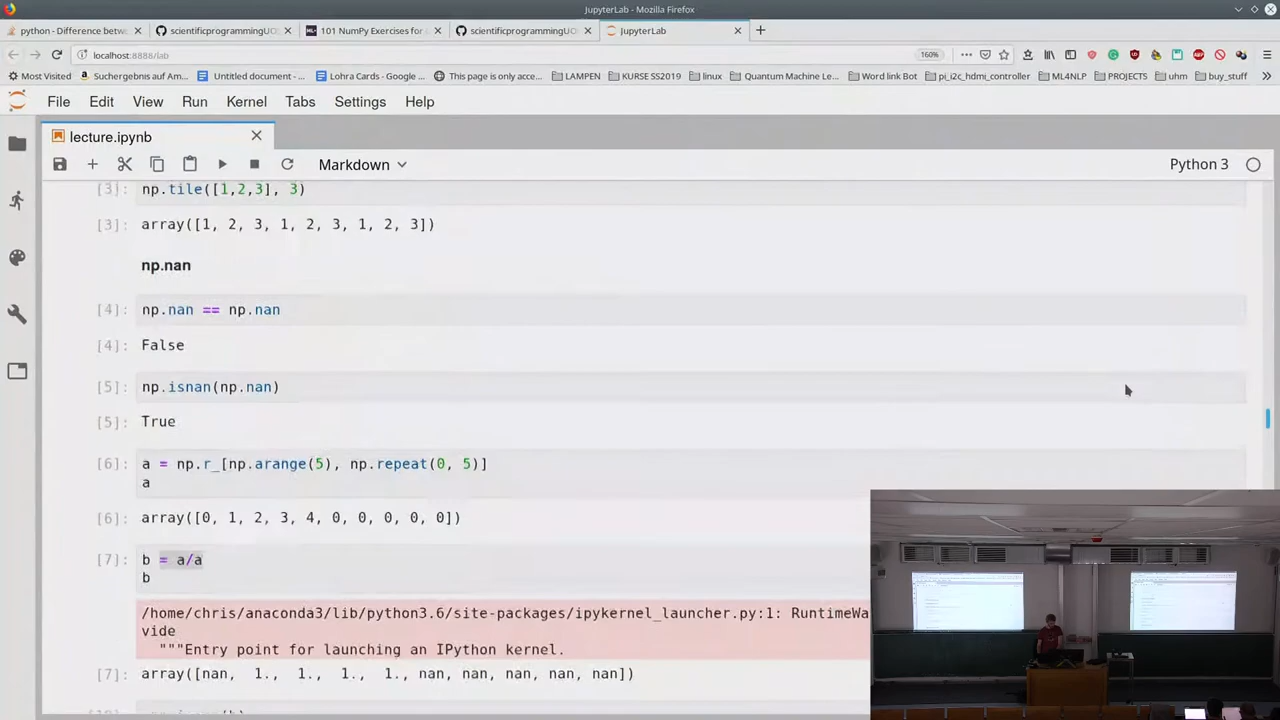 JupyterLab - Mozilla Firefox
python - Difference betw
scientificprogrammingUO
101 NumPy Exercises for
scientificprogrammingUO
JupyterLab
localhost:8888/lab
160%
Most Visited
Suchergebnis auf Am...
Untitled document - ...
Lohra Cards - Google ...
This page is only acce...
LAMPEN
KURSE SS2019
linux
Quantum Machine Le...
Word link Bot
pi_i2c_hdmi_controller
ML4NLP
PROJECTS
uhm
buy_stuff
File Edit View Run Kernel Tabs Settings Help
lecture.ipynb
Markdown
Python 3
[3]: np.tile([1,2,3], 3)
[3]: array([1, 2, 3, 1, 2, 3, 1, 2, 3])
np.nan
[4]: np.nan == np.nan
[4]: False
[5]: np.isnan(np.nan)
[5]: True
[6]: a = np.r_[np.arange(5), np.repeat(0, 5)]
a
[6]: array([0, 1, 2, 3, 4, 0, 0, 0, 0, 0])
[7]: b = a/a
b
/home/chris/anaconda3/lib/python3.6/site-packages/ipykernel_launcher.py:1: RuntimeWa
vide
"""Entry point for launching an IPython kernel.
[7]: array([nan, 1., 1., 1., 1., nan, nan, nan, nan, nan])